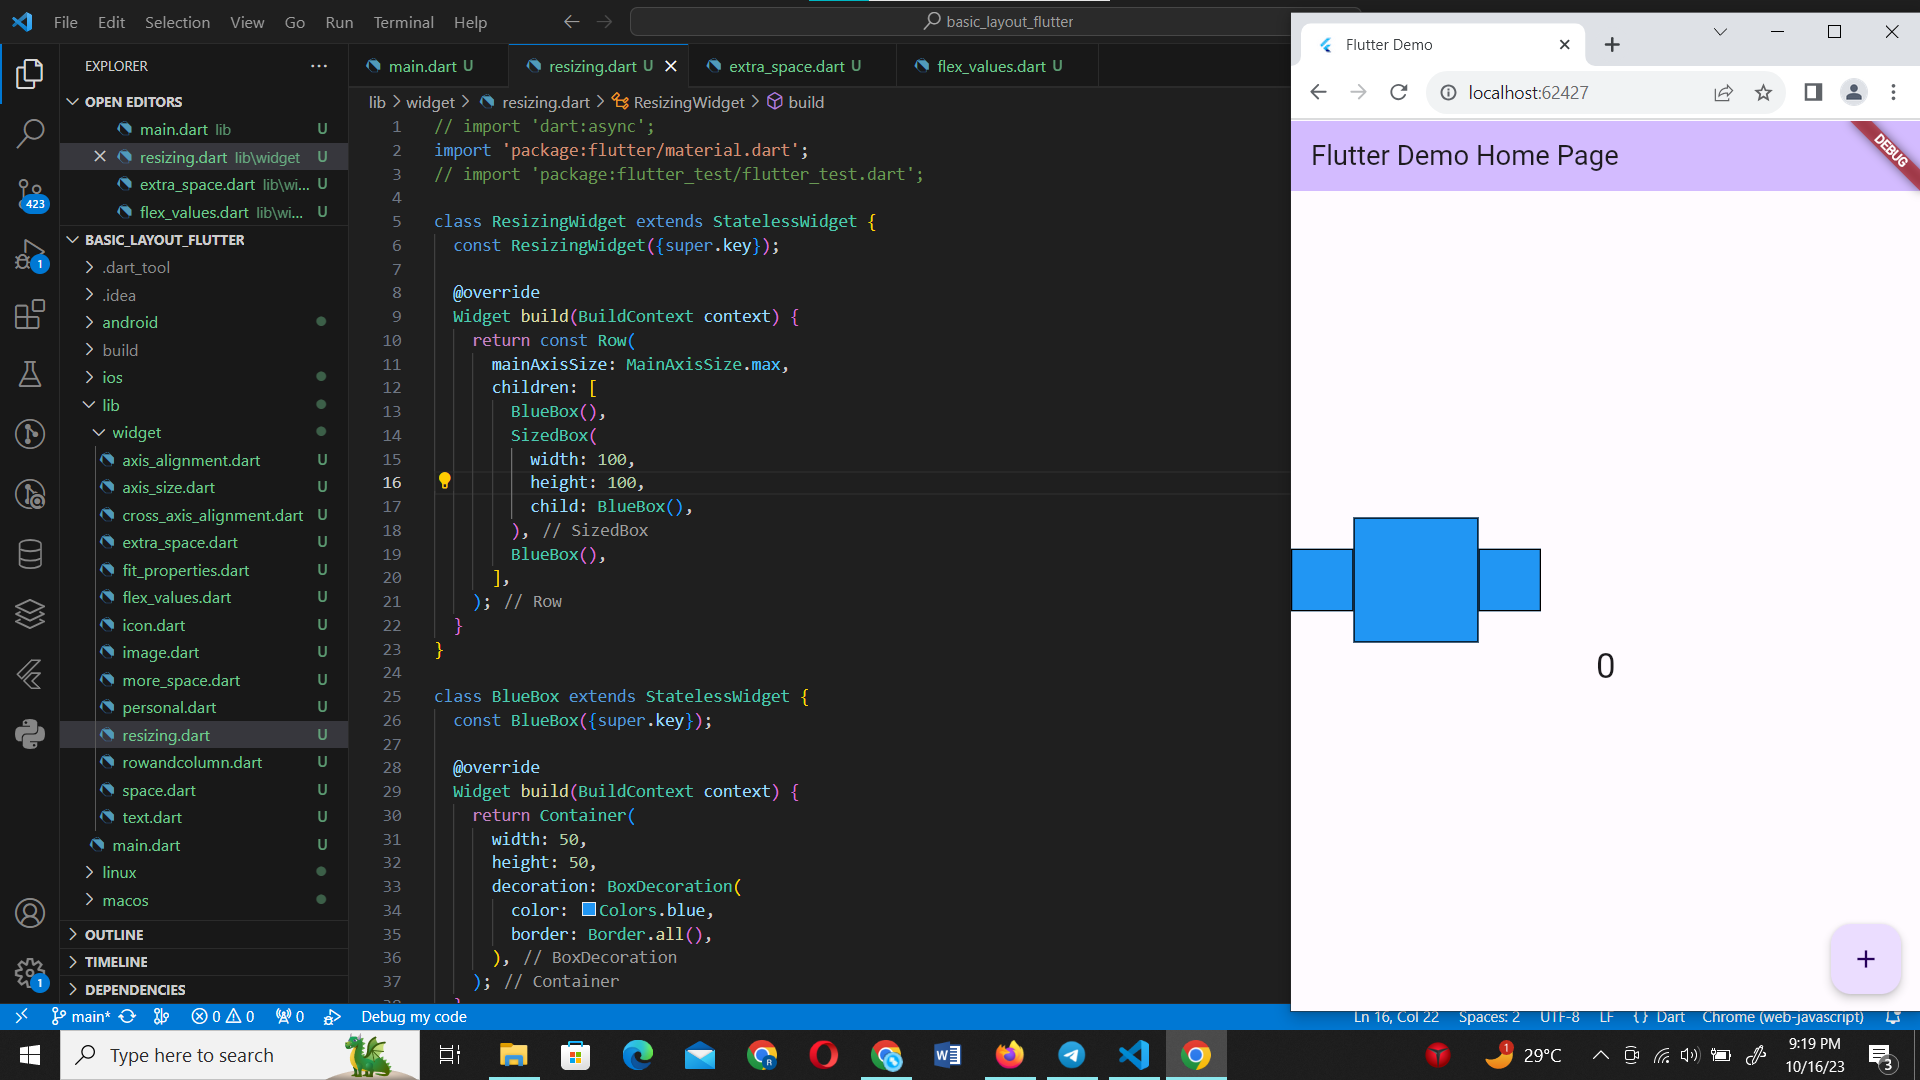 File Edit Selection View Go Run Terminal Help
basic_layout_flutter
EXPLORER
OPEN EDITORS
main.dart lib U
resizing.dart lib\widget U
extra_space.dart lib\wi... U
flex_values.dart lib\wi... U
BASIC_LAYOUT_FLUTTER
.dart_tool
.idea
android
build
ios
lib
widget
axis_alignment.dart U
axis_size.dart U
cross_axis_alignment.dart U
extra_space.dart U
fit_properties.dart U
flex_values.dart U
icon.dart U
image.dart U
more_space.dart U
personal.dart U
resizing.dart U
rowandcolumn.dart U
space.dart U
text.dart U
main.dart U
linux
macos
OUTLINE
TIMELINE
DEPENDENCIES
423
1
1
main.dart U resizing.dart U extra_space.dart U flex_values.dart U
lib > widget > resizing.dart > ResizingWidget > build
1 // import 'dart:async';
2 import 'package:flutter/material.dart';
3 // import 'package:flutter_test/flutter_test.dart';
4
5 class ResizingWidget extends StatelessWidget {
6 const ResizingWidget({super.key});
7
8 @override
9 Widget build(BuildContext context) {
10 return const Row(
11 mainAxisSize: MainAxisSize.max,
12 children: [
13 BlueBox(),
14 SizedBox(
15 width: 100,
16 height: 100,
17 child: BlueBox(),
18 ), // SizedBox
19 BlueBox(),
20 ],
21 ); // Row
22 }
23 }
24
25 class BlueBox extends StatelessWidget {
26 const BlueBox({super.key});
27
28 @override
29 Widget build(BuildContext context) {
30 return Container(
31 width: 50,
32 height: 50,
33 decoration: BoxDecoration(
34 color: Colors.blue,
35 border: Border.all(),
36 ), // BoxDecoration
37 ); // Container
Flutter Demo
localhost:62427
Flutter Demo Home Page
DEBUG
0
+
main* 0 0 0 Debug my code
Ln 16, Col 22 Spaces: 2 UTF-8 LF {} Dart Chrome (web-javascript)
Type here to search
1
29°C
9:19 PM
10/16/23
3